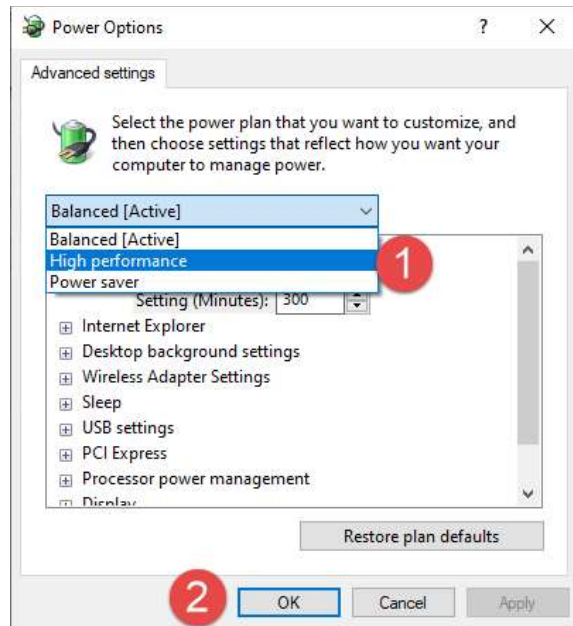 Power Options
?
Advanced settings
Select the power plan that you want to customize, and
then choose settings that reflect how you want your
computer to manage power.
Balanced [Active]
Balanced [Active]
High performance
1
Power saver
Setting (Minutes): 300
Internet Explorer
Desktop background settings
Wireless Adapter Settings
Sleep
USB settings
PCI Express
Processor power management
Display
Restore plan defaults
2 OK Cancel Apply